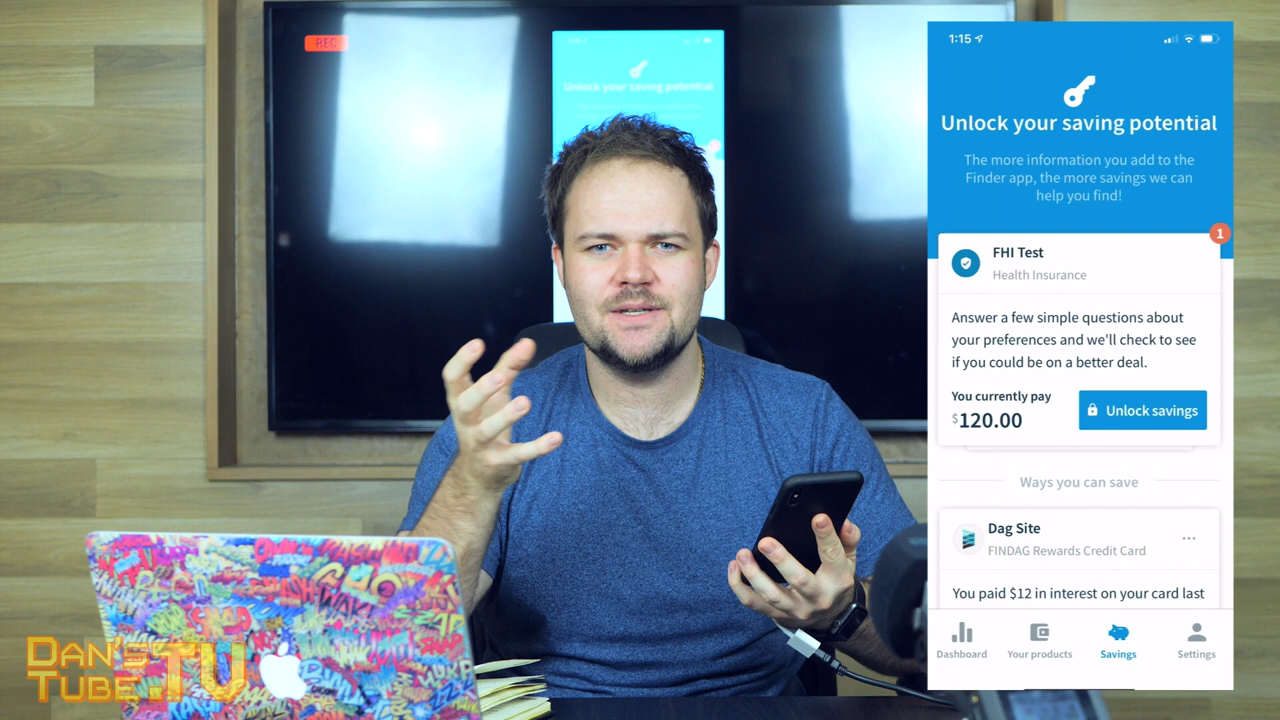 REC
Unlock your saving potential
1:15
Unlock your saving potential
The more information you add to the
Finder app, the more savings we can
help you find!
1
FHI Test
Health Insurance
Answer a few simple questions about
your preferences and we'll check to see
if you could be on a better deal.
You currently pay
$120.00
Unlock savings
Ways you can save
Dag Site
FINDAG Rewards Credit Card
You paid $12 in interest on your card last
Dashboard
Your products
Savings
Settings
DAN'S
TUBE.TV